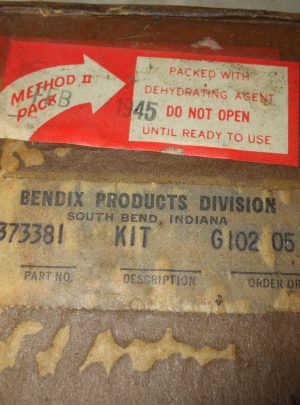 METHOD II
PACK
PACKED WITH
DEHYDRATING AGENT
DO NOT OPEN
UNTIL READY TO USE
1945
BENDIX PRODUCTS DIVISION
SOUTH BEND, INDIANA
373381 KIT G102 05
PART NO. DESCRIPTION ORDER OR